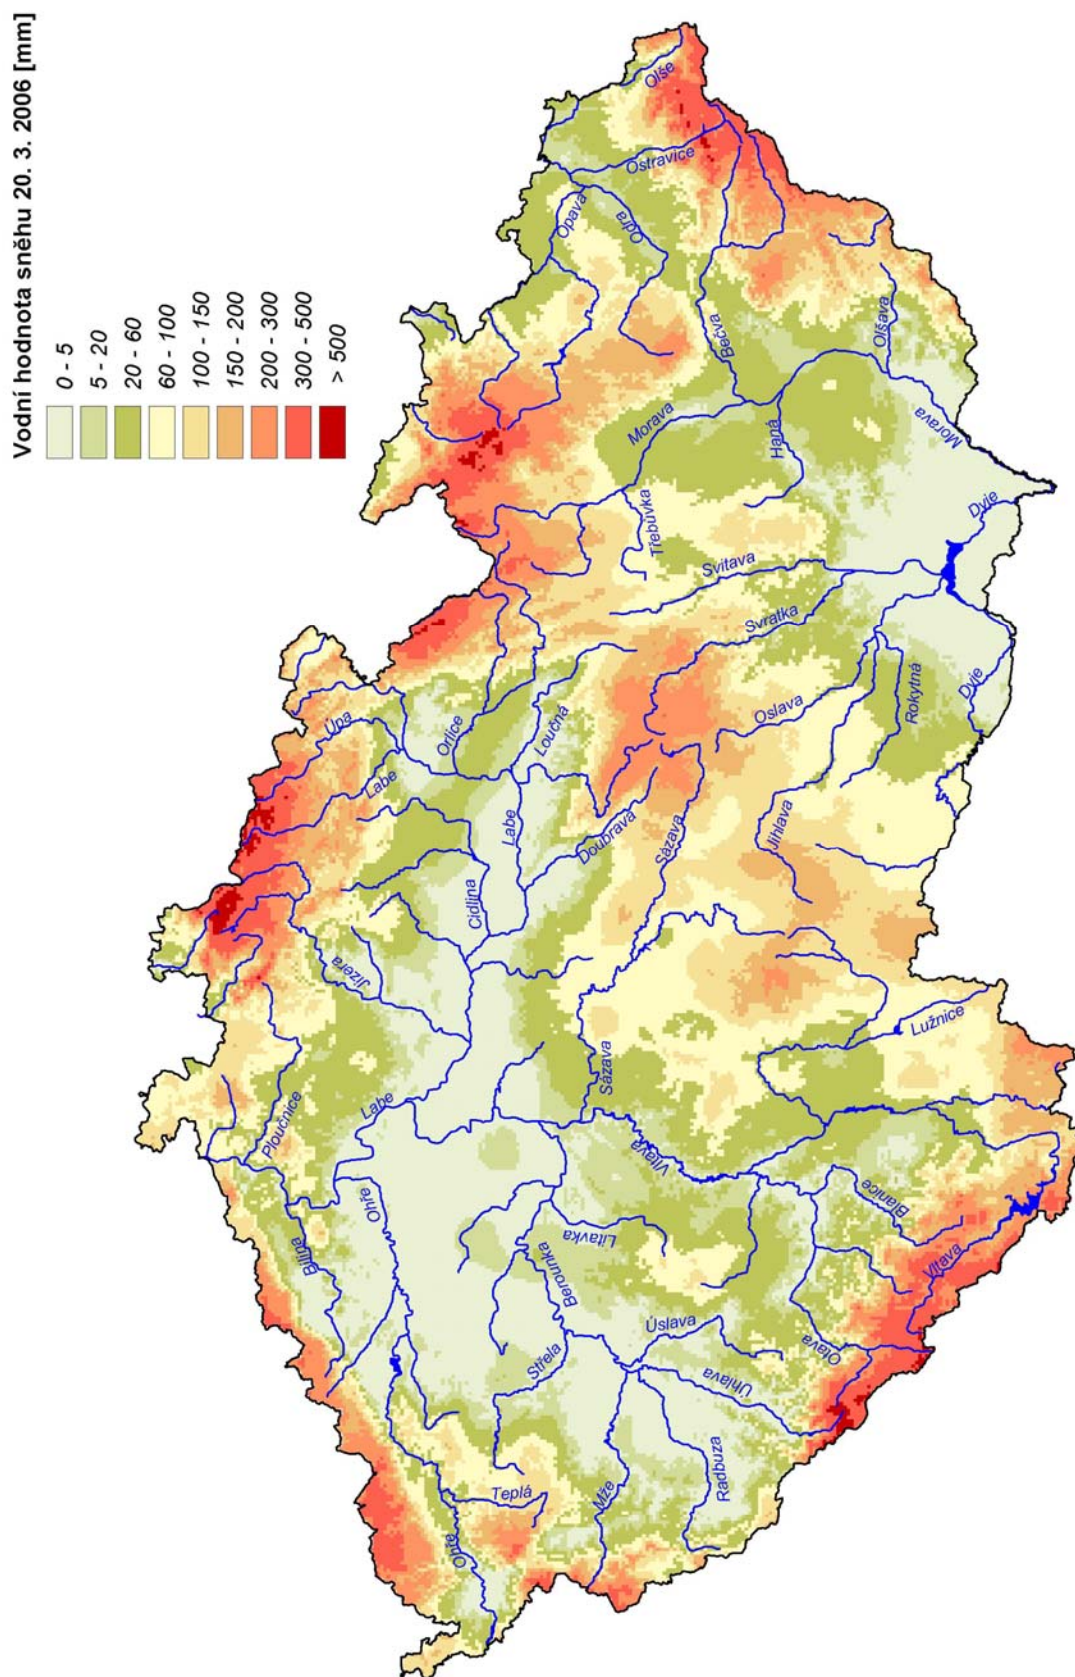 Vodní hodnota sněhu 20. 3. 2006 [mm]
0 - 5
5 - 20
20 - 60
60 - 100
100 - 150
150 - 200
200 - 300
300 - 500
> 500
Olše
Ostravice
Opava
Odra
Bečva
Olšava
Morava
Haná
Morava
Třebůvka
Svitava
Dyje
Svratka
Oslava
Rokytná
Dyje
Jihlava
Úpa
Labe
Orlice
Loučná
Labe
Doubrava
Sázava
Cidlina
Jizera
Sázava
Lužnice
Ploučnice
Labe
Vltava
Ohře
Bílina
Litavka
Blanice
Vltava
Berounka
Otava
Úslava
Střela
Úhlava
Radbuza
Mže
Teplá
Ohře